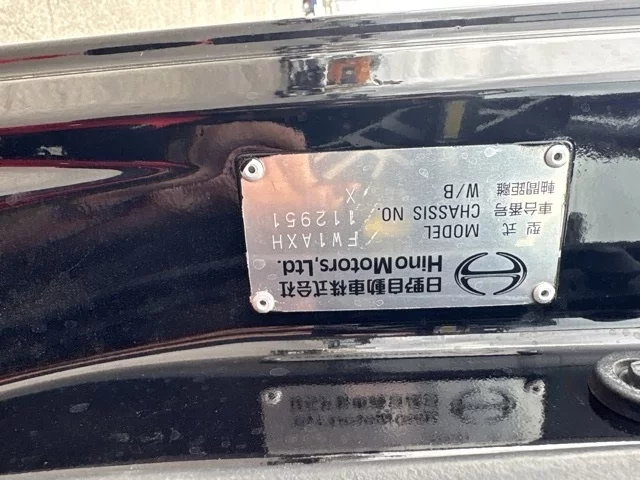 日野自動車株式会社
Hino Motors, Ltd.
型式 MODEL FW1AXH
車台番号 CHASSIS NO. 112951
軸間距離 W/B X